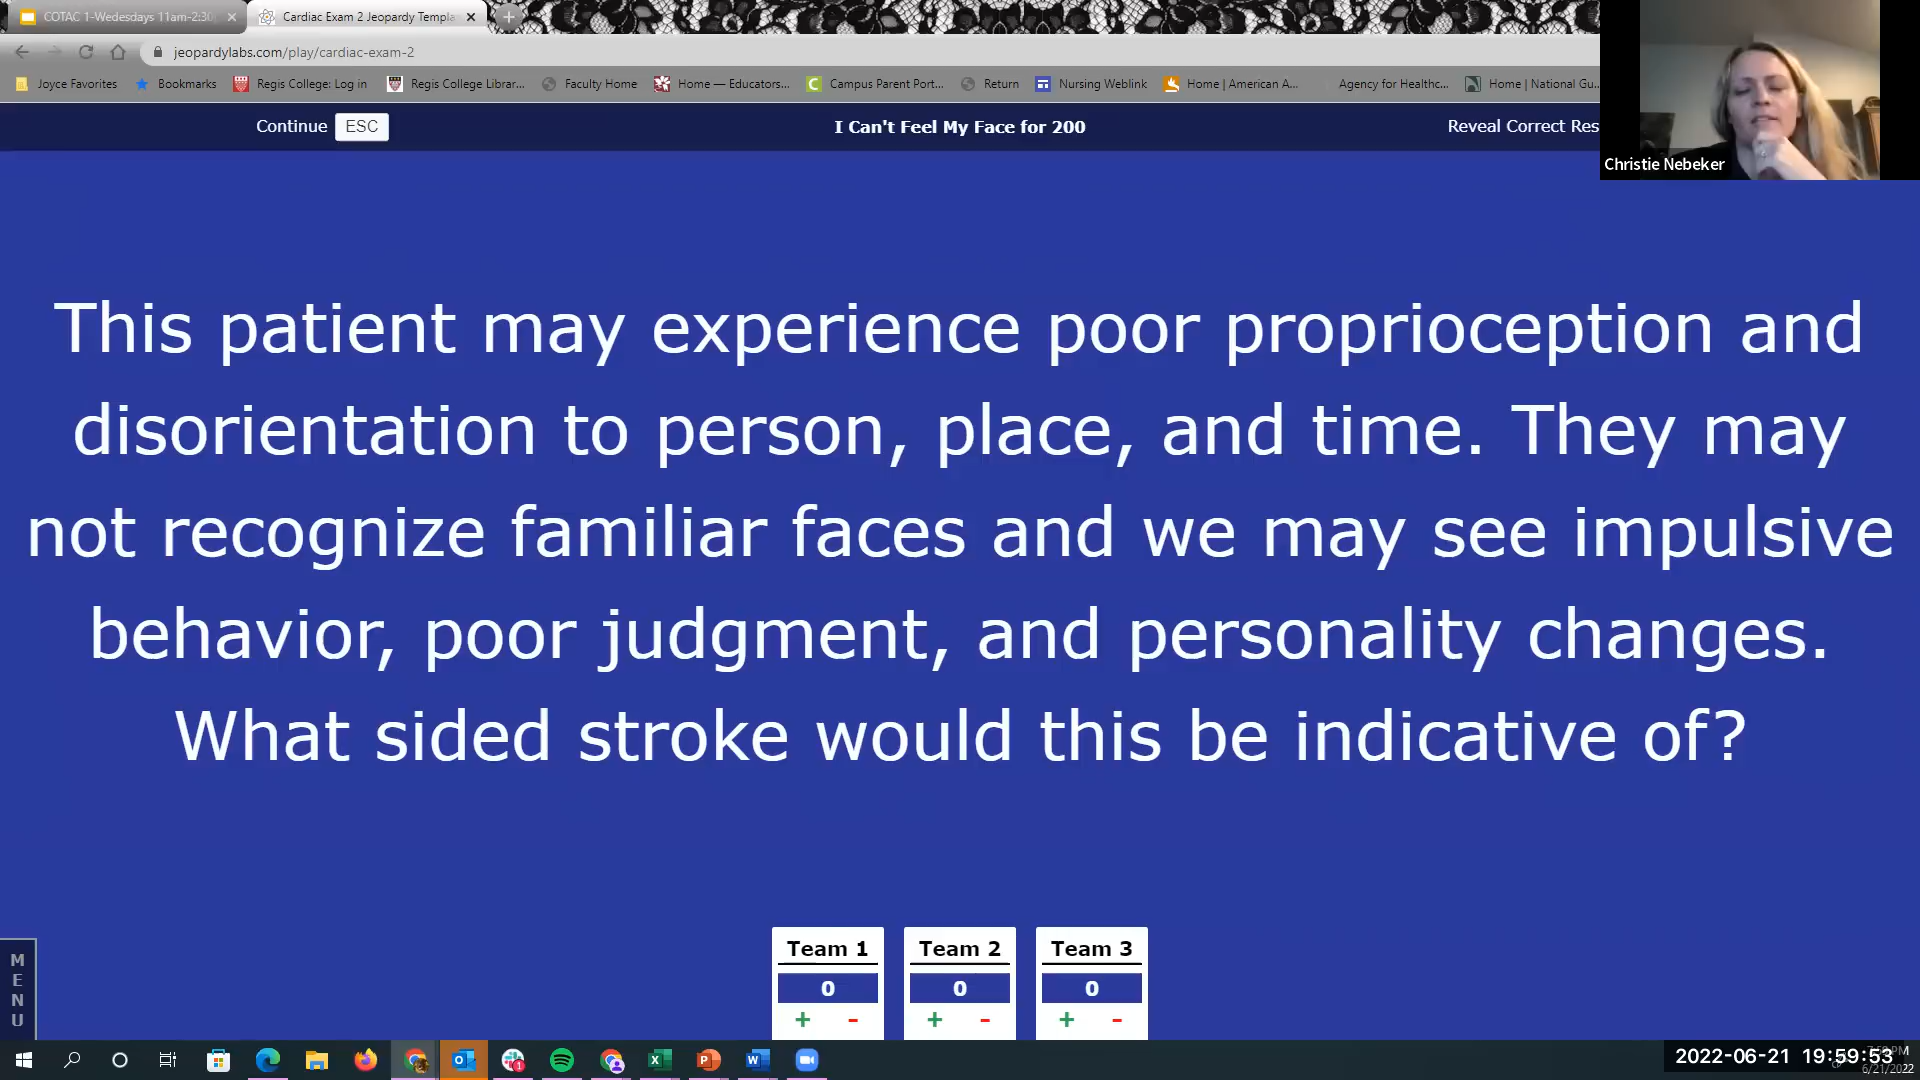 COTAC 1-Wedesdays 11am-2:30p
Cardiac Exam 2 Jeopardy Templa
jeopardylabs.com/play/cardiac-exam-2
Joyce Favorites
Bookmarks
Regis College: Log in
Regis College Librar...
Faculty Home
Home — Educators...
Campus Parent Port...
Return
Nursing Weblink
Home | American A...
Agency for Healthc...
Home | National Gu...
Christie Nebeker
Continue ESC
I Can't Feel My Face for 200
Reveal Correct Res
This patient may experience poor proprioception and
disorientation to person, place, and time. They may
not recognize familiar faces and we may see impulsive
behavior, poor judgment, and personality changes.
What sided stroke would this be indicative of?
MENU
Team 1
0
+ -
Team 2
0
+ -
Team 3
0
+ -
2022-06-21 19:59:53
6/21/2022